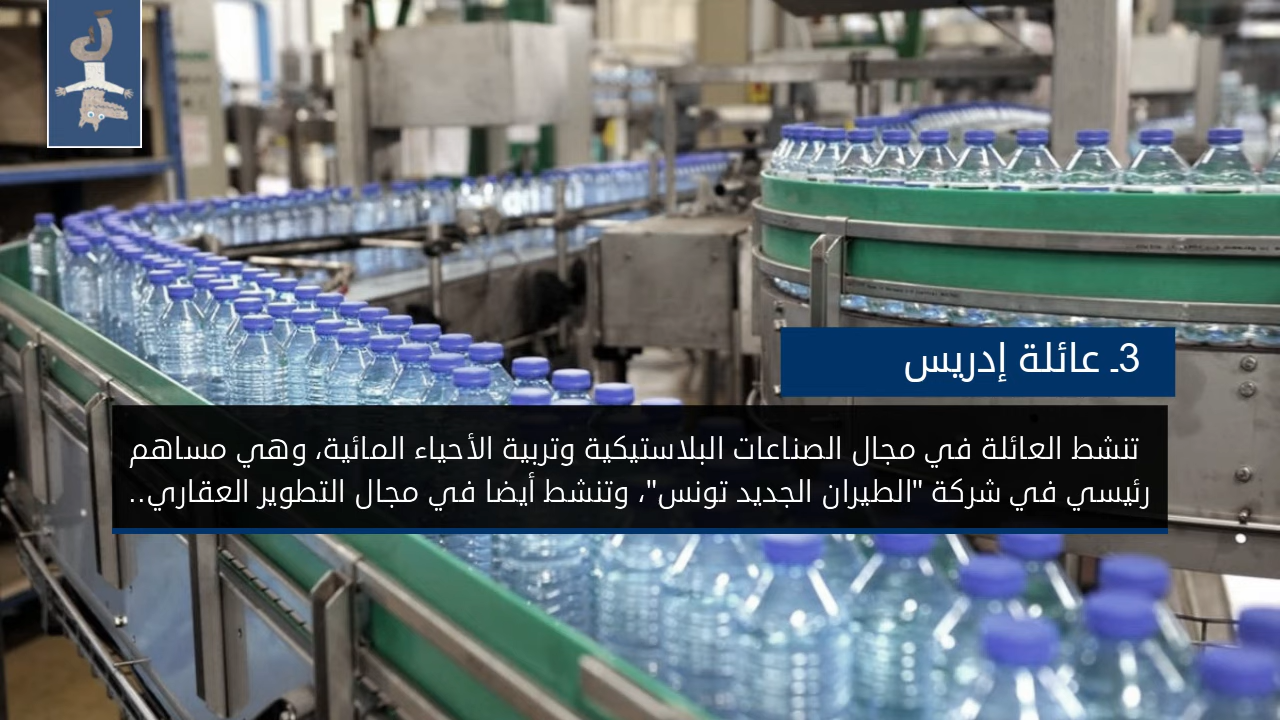 3ـ عائلة إدريس
تنشط العائلة في مجال الصناعات البلاستيكية وتربية الأحياء المائية، وهي مساهم
رئيسي في شركة "الطيران الجديد تونس"، وتنشط أيضا في مجال التطوير العقاري..